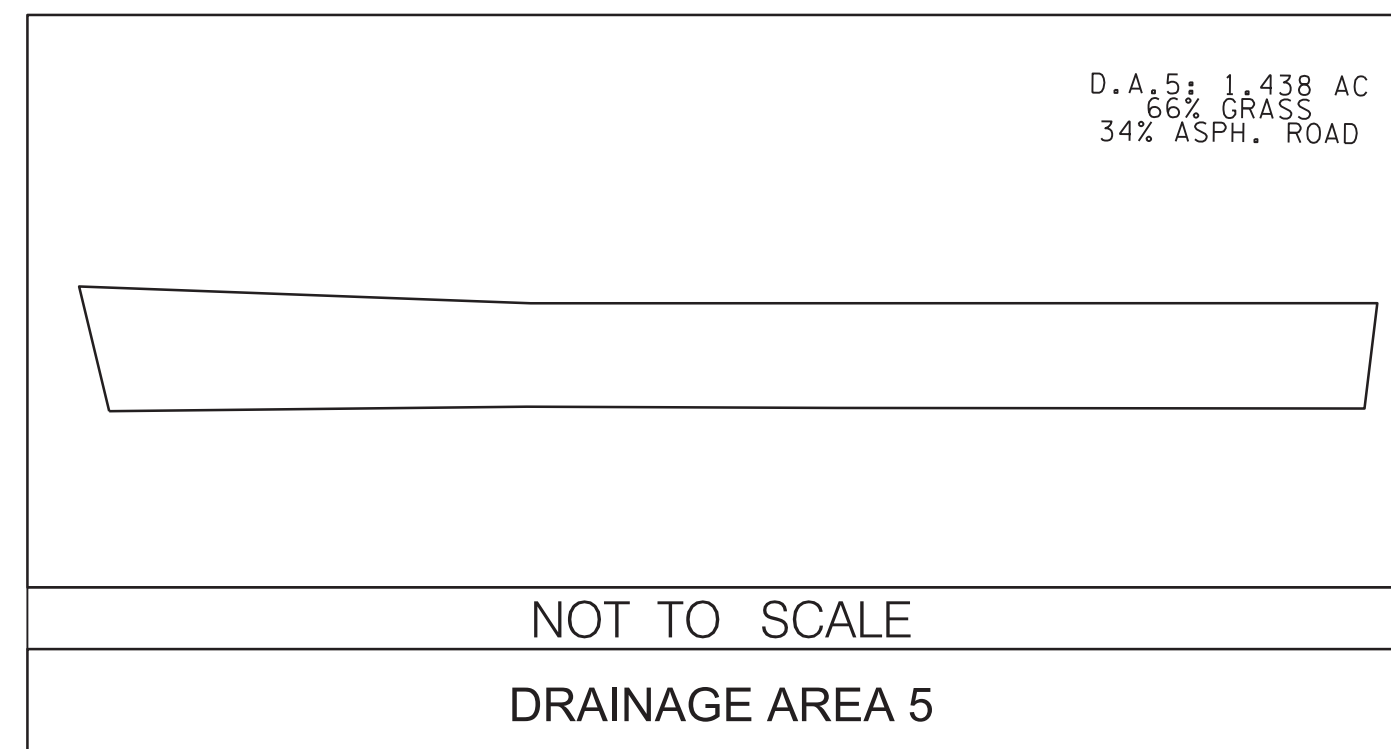 D.A.5: 1.438 AC
66% GRASS
34% ASPH. ROAD
NOT TO SCALE
DRAINAGE AREA 5